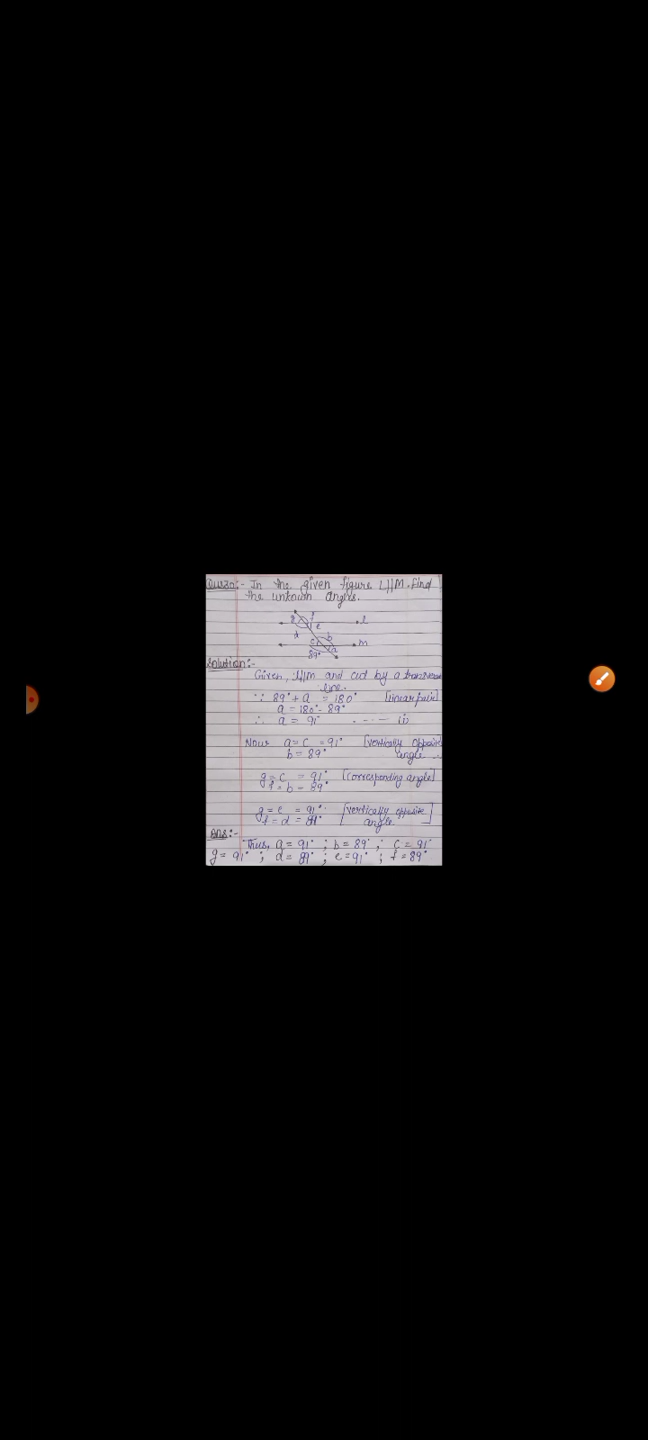 Ques20:- In the given figure L||M. Find
the unknown angles.
g f
e l
d
c b
a m
89°
Solution:-
Given, l||m and cut by a transverse
line.
∵ 89° + a = 180° [linear pair]
a = 180° - 89°
∴ a = 91° - - - - (i)
Now a = c = 91° [vertically opposite
b = 89° angle
g = c = 91° [corresponding angle]
f = b = 89°
g = e = 91° [vertically opposite
f = d = 89° angle]
Ans:-
Thus, a = 91° ; b = 89° ; c = 91°
g = 91° ; d = 89° ; e = 91° ; f = 89°